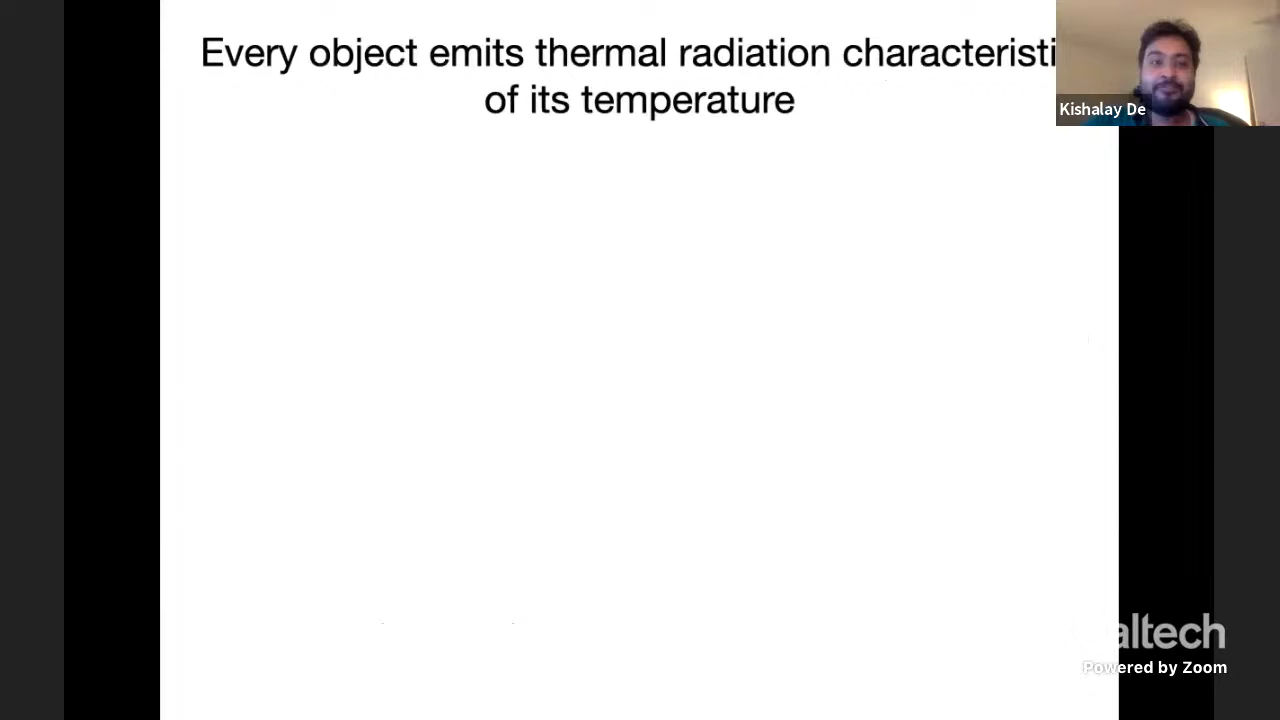 Every object emits thermal radiation characteristi
of its temperature
Kishalay De
altech
Powered by Zoom